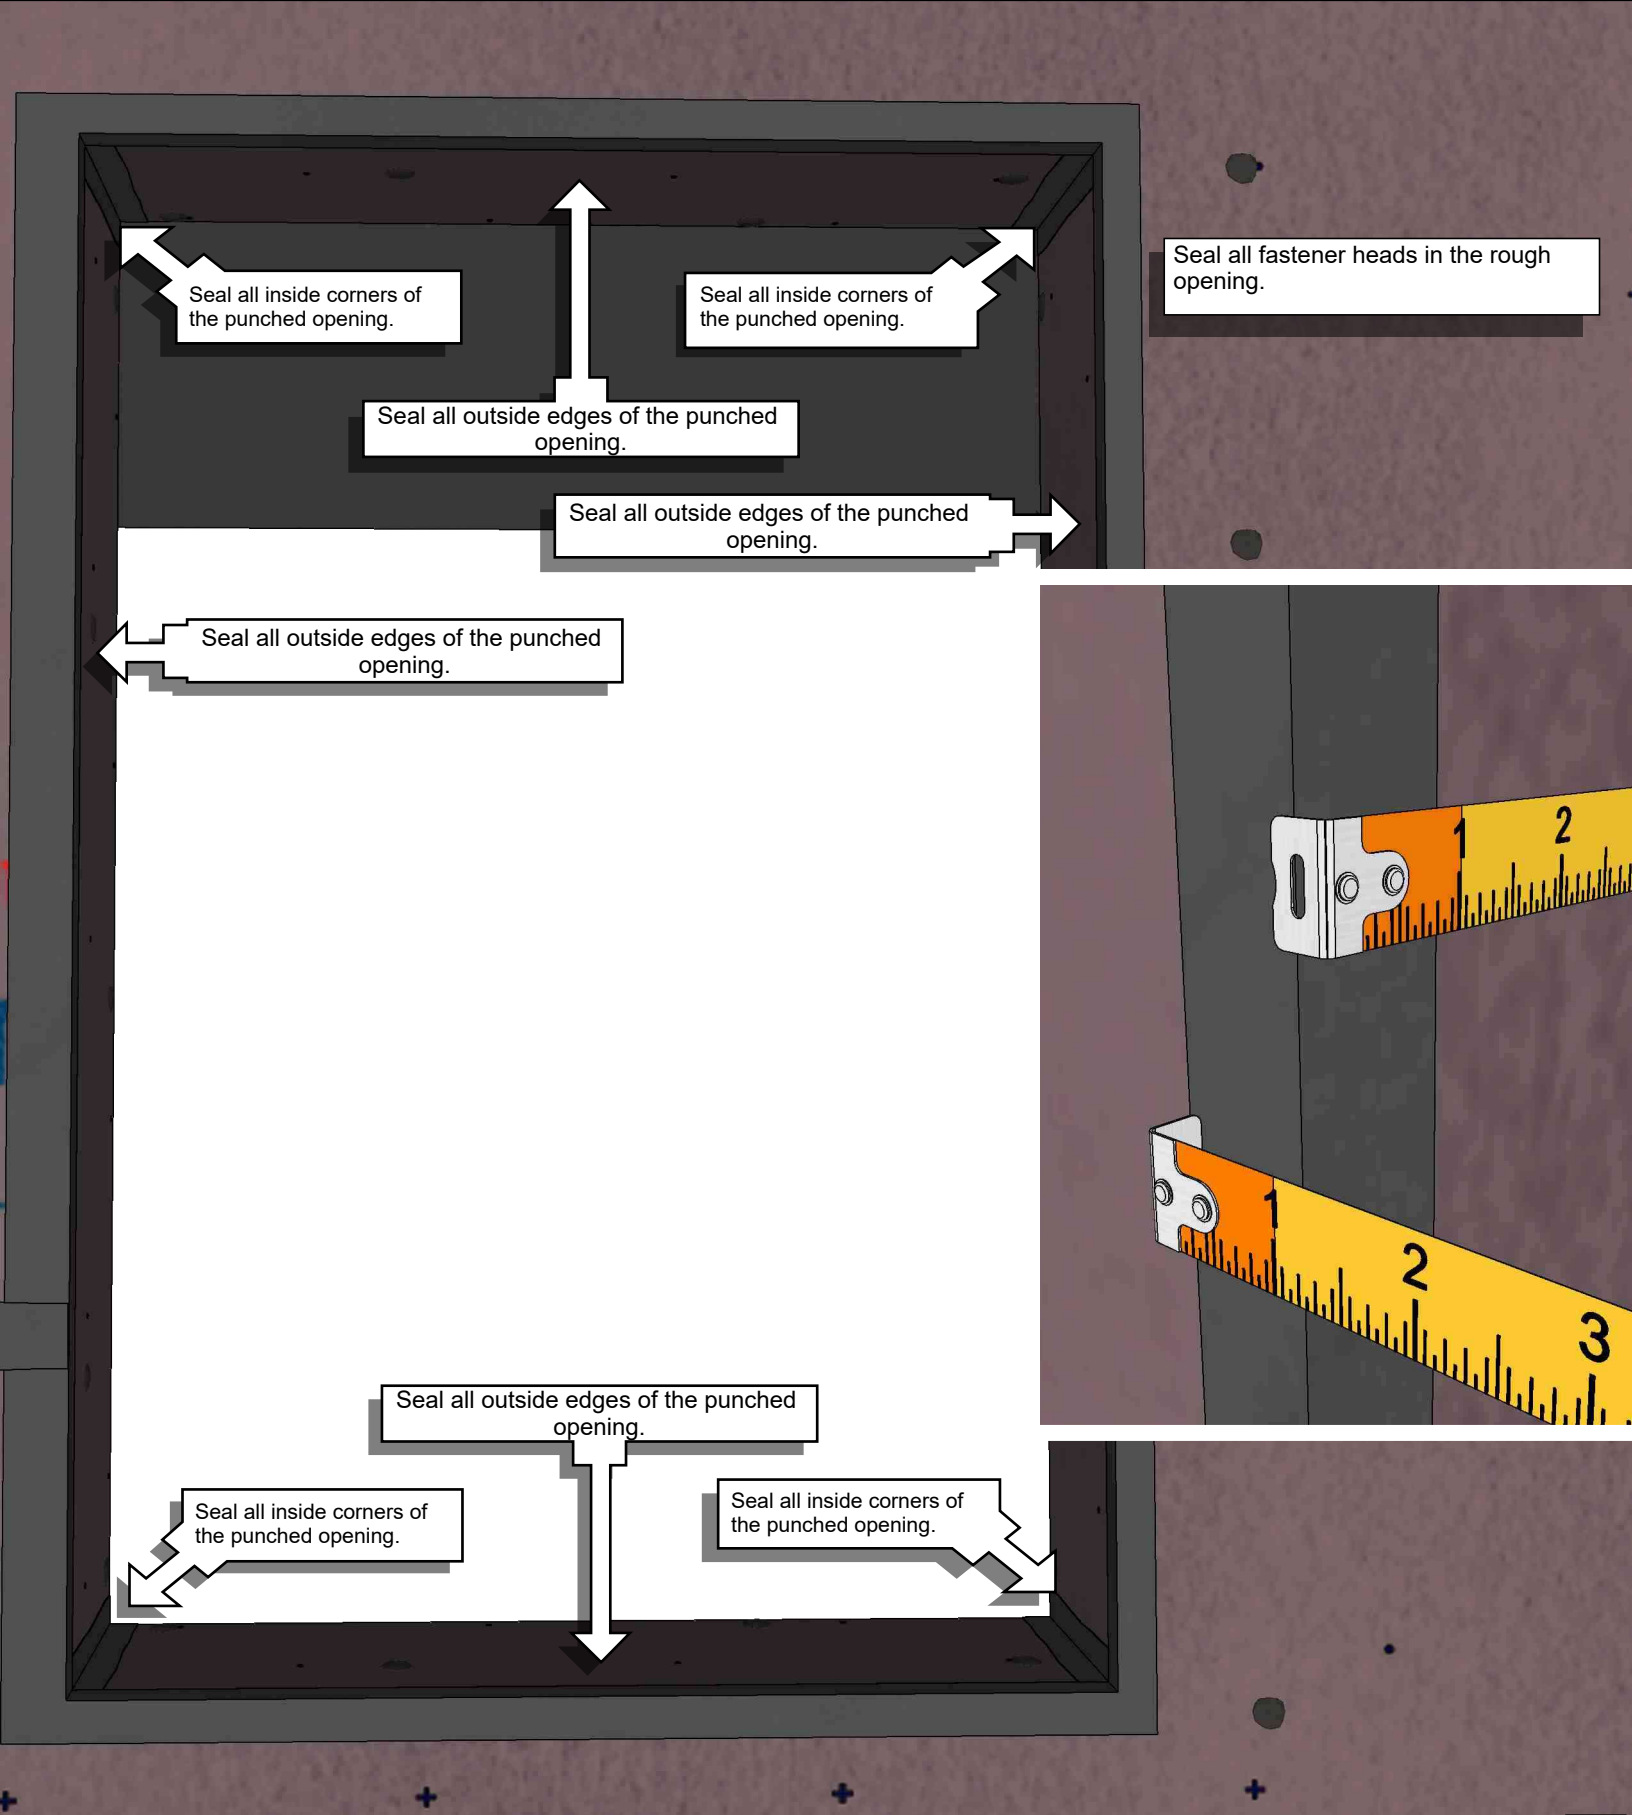 Seal all fastener heads in the rough
opening.
Seal all inside corners of
the punched opening.
Seal all inside corners of
the punched opening.
Seal all outside edges of the punched
opening.
Seal all outside edges of the punched
opening.
Seal all outside edges of the punched
opening.
1
2
1
2
3
Seal all outside edges of the punched
opening.
Seal all inside corners of
the punched opening.
Seal all inside corners of
the punched opening.